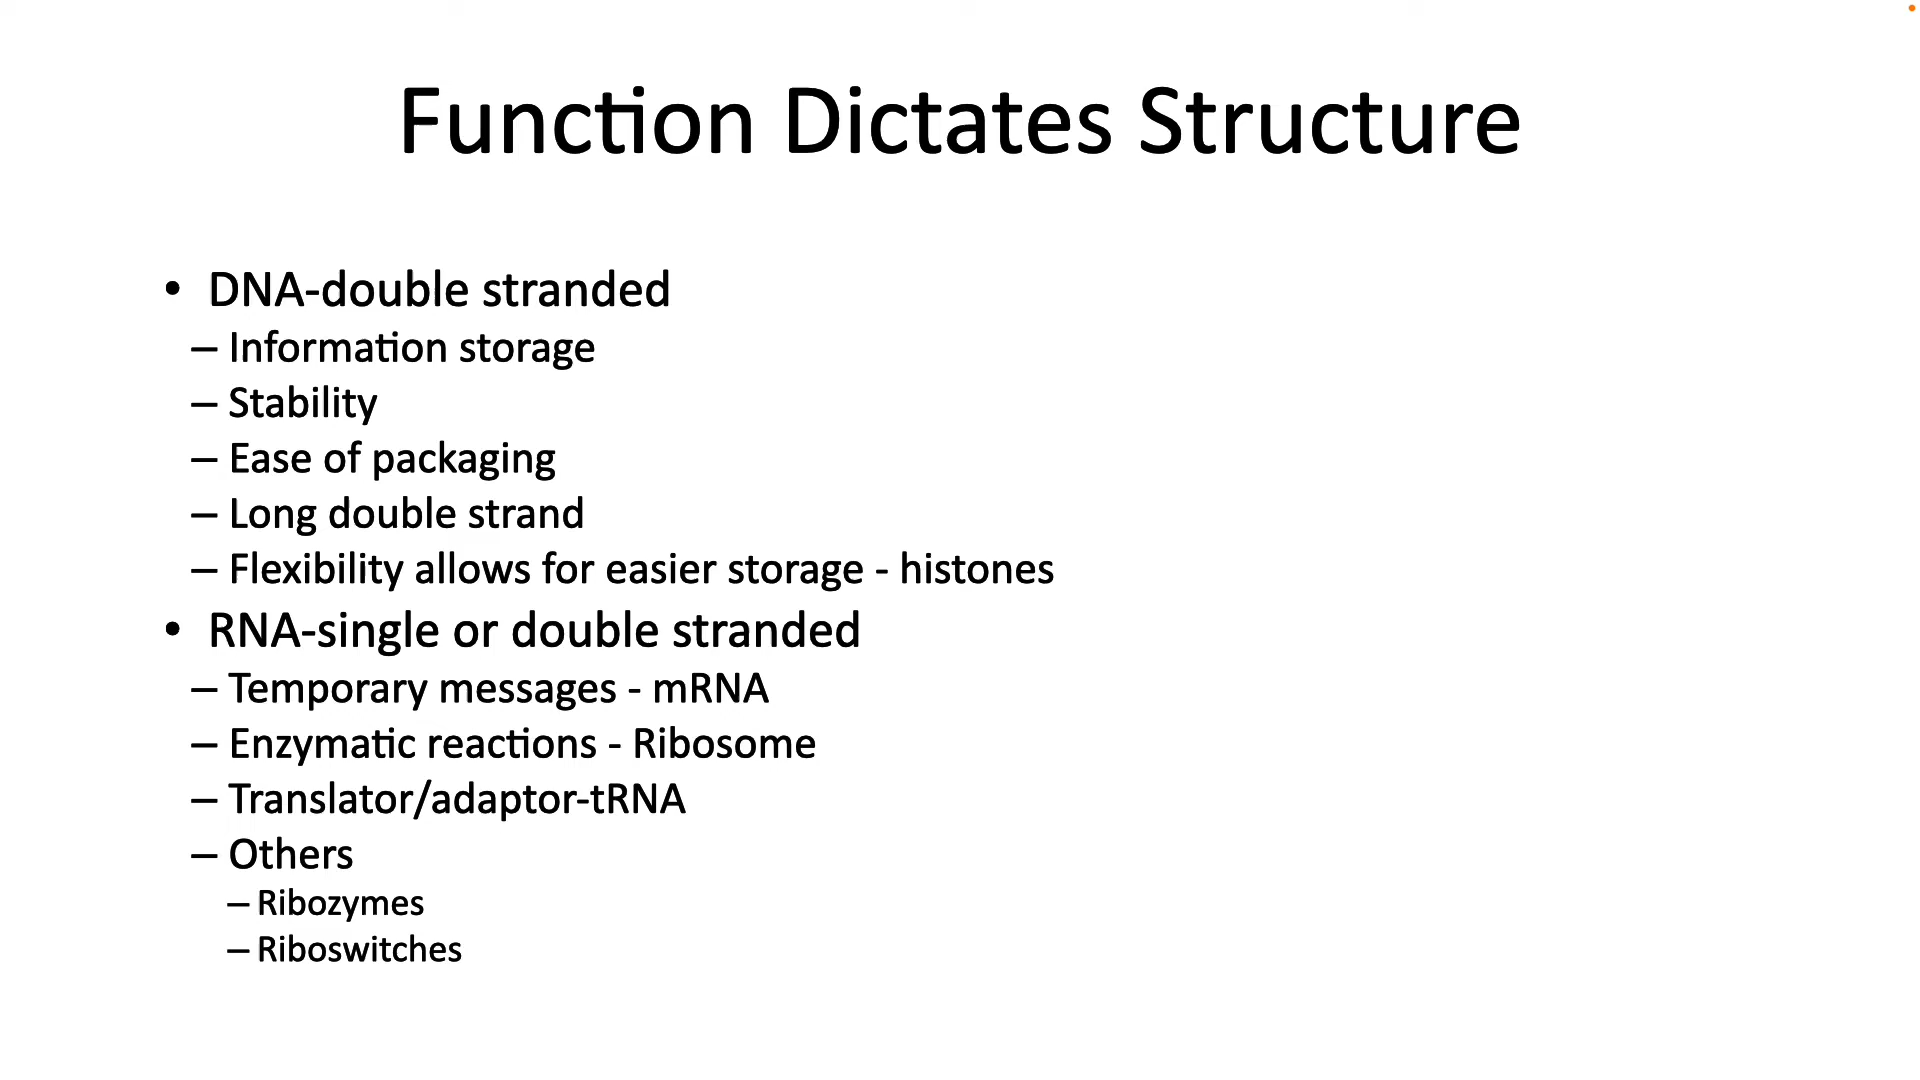 Function Dictates Structure
• DNA-double stranded
– Information storage
– Stability
– Ease of packaging
– Long double strand
– Flexibility allows for easier storage - histones
• RNA-single or double stranded
– Temporary messages - mRNA
– Enzymatic reactions - Ribosome
– Translator/adaptor-tRNA
– Others
– Ribozymes
– Riboswitches